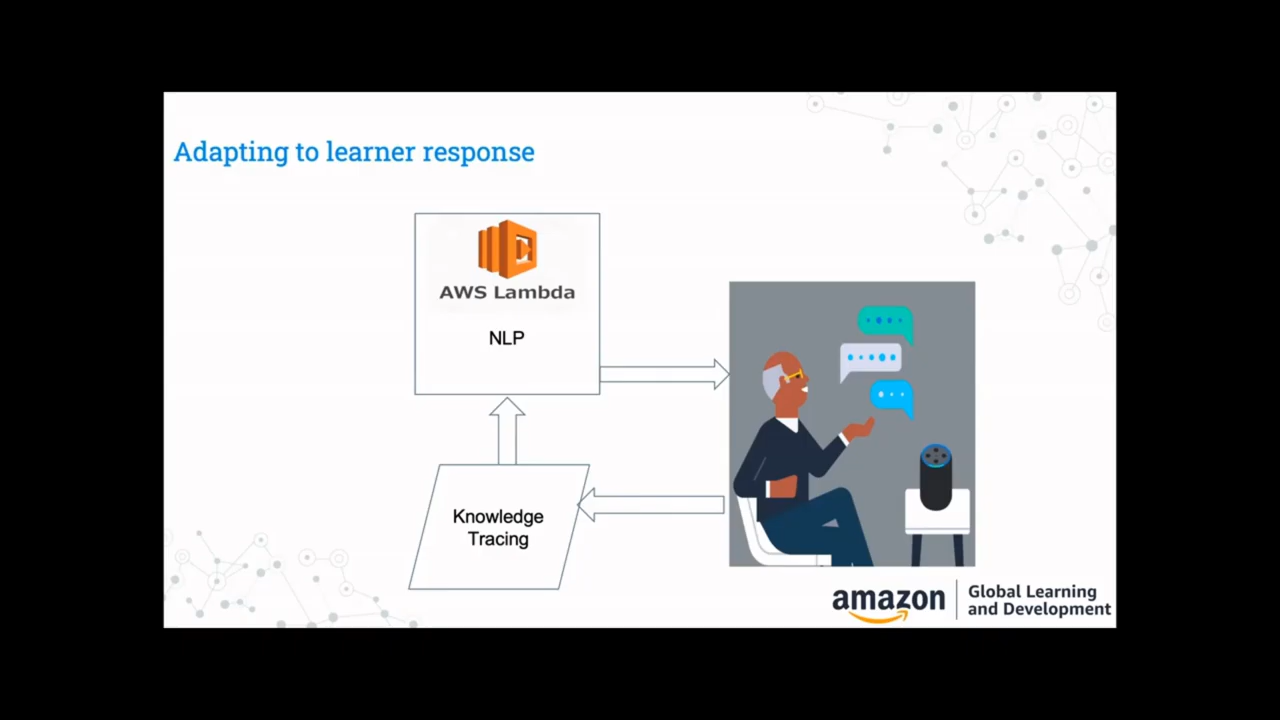 Adapting to learner response
AWS Lambda
NLP
Knowledge
Tracing
amazon
Global Learning
and Development